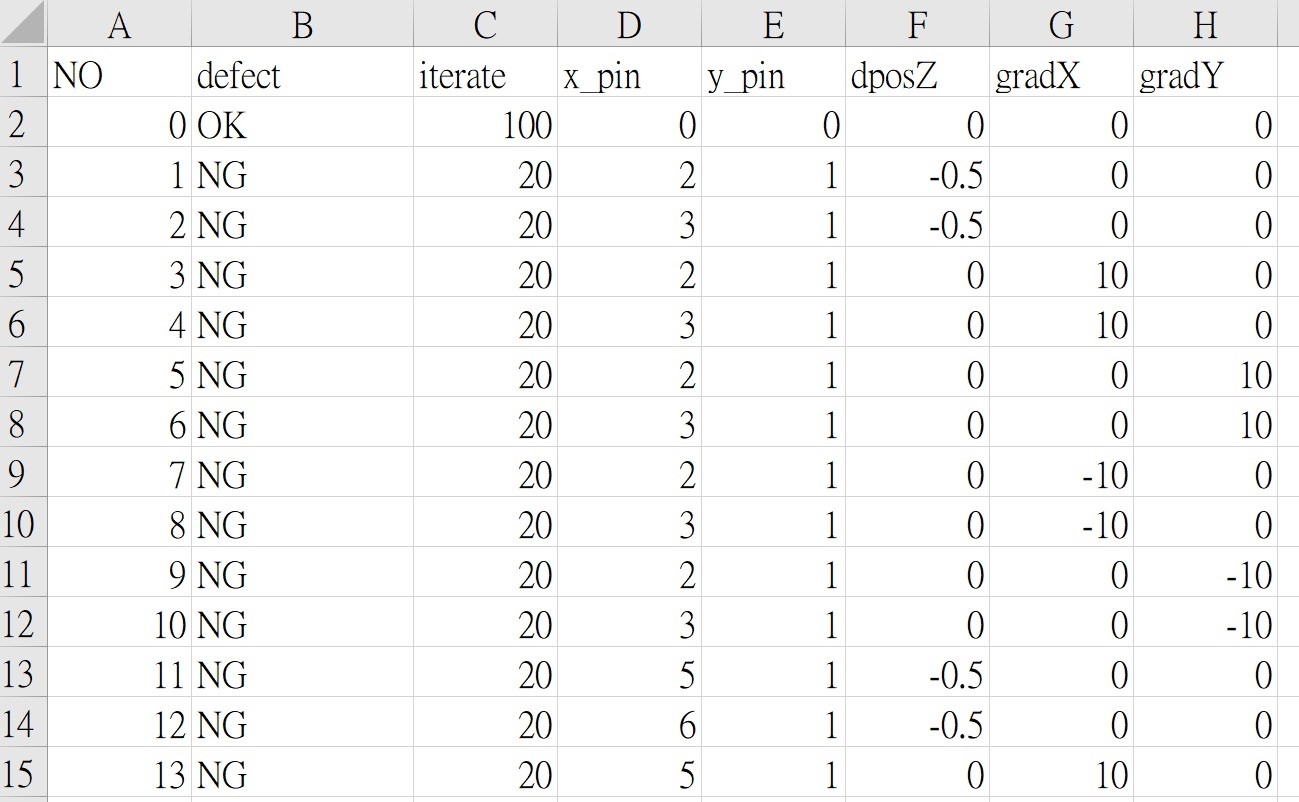 A B C D E F G H
1 NO defect iterate x_pin y_pin dposZ gradX gradY
2 0 OK 100 0 0 0 0 0
3 1 NG 20 2 1 -0.5 0 0
4 2 NG 20 3 1 -0.5 0 0
5 3 NG 20 2 1 0 10 0
6 4 NG 20 3 1 0 10 0
7 5 NG 20 2 1 0 0 10
8 6 NG 20 3 1 0 0 10
9 7 NG 20 2 1 0 -10 0
10 8 NG 20 3 1 0 -10 0
11 9 NG 20 2 1 0 0 -10
12 10 NG 20 3 1 0 0 -10
13 11 NG 20 5 1 -0.5 0 0
14 12 NG 20 6 1 -0.5 0 0
15 13 NG 20 5 1 0 10 0